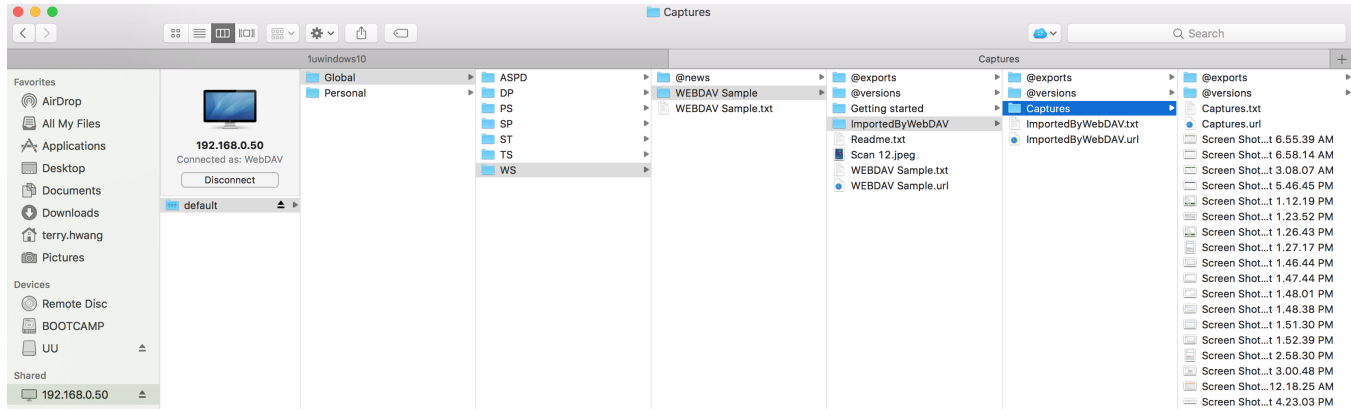 Captures
Search
1uwindows10
Captures
Favorites
AirDrop
All My Files
Applications
Desktop
Documents
Downloads
terry.hwang
Pictures
Devices
Remote Disc
BOOTCAMP
UU
Shared
192.168.0.50
192.168.0.50
Connected as: WebDAV
Disconnect
default
Global
Personal
ASPD
DP
PS
SP
ST
TS
WS
@news
WEBDAV Sample
WEBDAV Sample.txt
@exports
@versions
Getting started
ImportedByWebDAV
Readme.txt
Scan 12.jpeg
WEBDAV Sample.txt
WEBDAV Sample.url
@exports
@versions
Captures
ImportedByWebDAV.txt
ImportedByWebDAV.url
@exports
@versions
Captures.txt
Captures.url
Screen Shot...t 6.55.39 AM
Screen Shot...t 6.58.14 AM
Screen Shot...t 3.08.07 AM
Screen Shot...t 5.46.45 PM
Screen Shot...t 1.12.19 PM
Screen Shot...t 1.23.52 PM
Screen Shot...t 1.26.43 PM
Screen Shot...t 1.27.17 PM
Screen Shot...t 1.46.44 PM
Screen Shot...t 1.47.44 PM
Screen Shot...t 1.48.01 PM
Screen Shot...t 1.48.38 PM
Screen Shot...t 1.51.30 PM
Screen Shot...t 1.52.39 PM
Screen Shot...t 2.58.30 PM
Screen Shot...t 3.00.48 PM
Screen Shot...12.18.25 AM
Screen Shot...t 4.23.03 PM